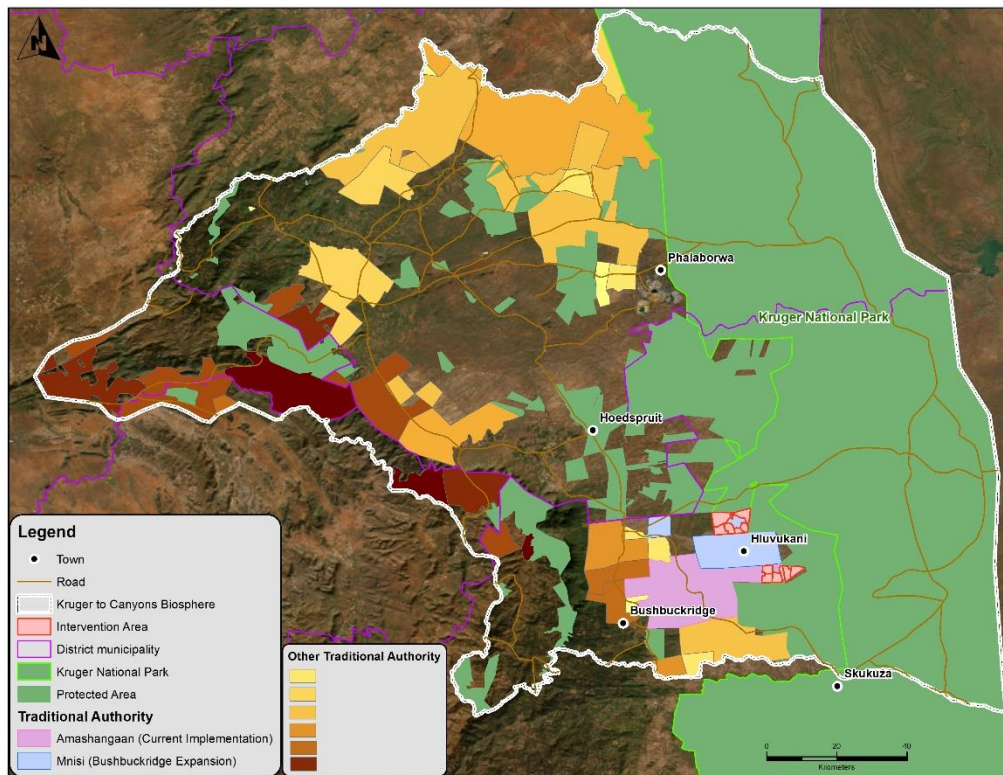 N
Phalaborwa
Kruger National Park
Hoedspruit
Hluvukani
Bushbuckridge
Skukuza
Legend
Town
Road
Kruger to Canyons Biosphere
Intervention Area
District municipality
Kruger National Park
Protected Area
Traditional Authority
Amashangaan (Current Implementation)
Mnisi (Bushbuckridge Expansion)
Other Traditional Authority
0 20 40
Kilometers